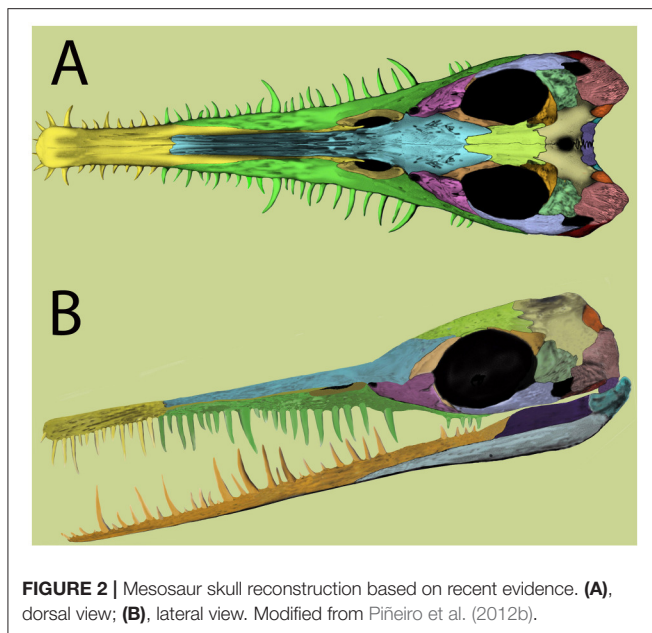 A
B
FIGURE 2 | Mesosaur skull reconstruction based on recent evidence. (A),
dorsal view; (B), lateral view. Modified from Piñeiro et al. (2012b).